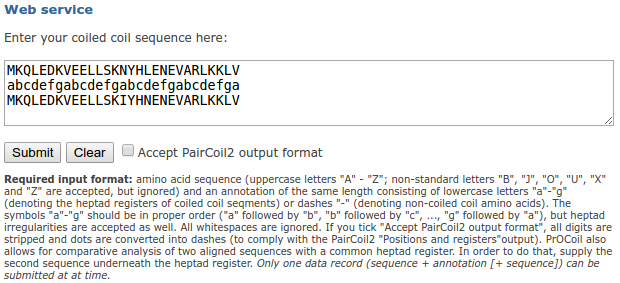 Web service
Enter your coiled coil sequence here:
MKQLEDKVEELLSKNYHLENEVARLKKLV
abcdefgabcdefgabcdefgabcdefga
MKQLEDKVEELLSKIYHNENEVARLKKLV
Submit Clear Accept PairCoil2 output format
Required input format: amino acid sequence (uppercase letters "A" - "Z"; non-standard letters "B", "J", "O", "U", "X"
and "Z" are accepted, but ignored) and an annotation of the same length consisting of lowercase letters "a"-"g"
(denoting the heptad registers of coiled coil segments) or dashes "-" (denoting non-coiled coil amino acids). The
symbols "a"-"g" should be in proper order ("a" followed by "b", "b" followed by "c", ..., "g" followed by "a"), but heptad
irregularities are accepted as well. All whitespaces are ignored. If you tick "Accept PairCoil2 output format", all digits are
stripped and dots are converted into dashes (to comply with the PairCoil2 "Positions and registers"output). PrOCoil also
allows for comparative analysis of two aligned sequences with a common heptad register. In order to do that, supply the
second sequence underneath the heptad register. Only one data record (sequence + annotation [+ sequence]) can be
submitted at at time.